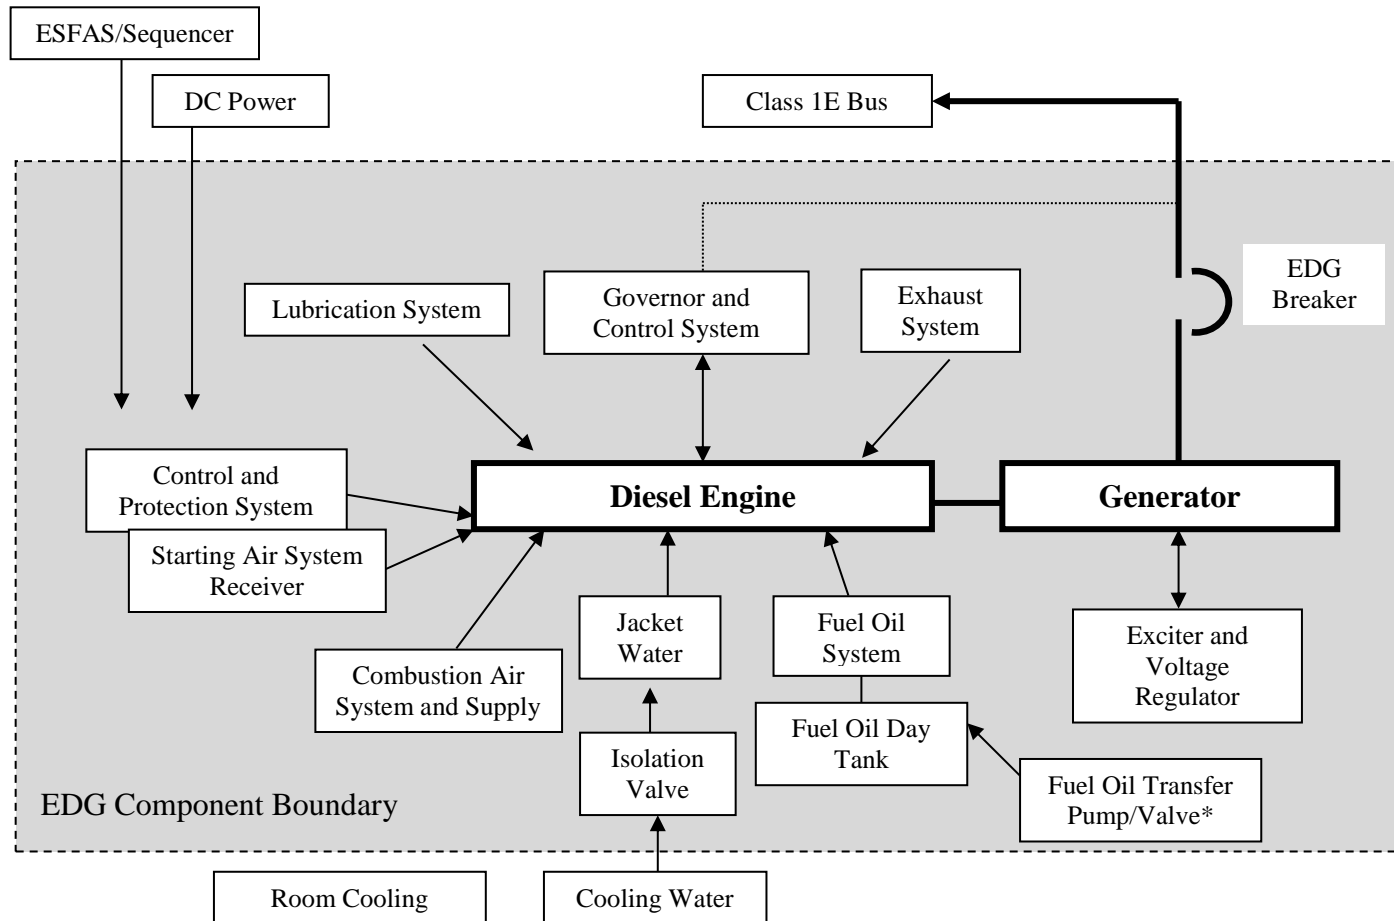 ESFAS/Sequencer
DC Power
Class 1E Bus
EDG
Breaker
Lubrication System
Governor and
Control System
Exhaust
System
Control and
Protection System
Diesel Engine
Generator
Starting Air System
Receiver
Jacket
Water
Fuel Oil
System
Exciter and
Voltage
Regulator
Combustion Air
System and Supply
Fuel Oil Day
Tank
Isolation
Valve
Fuel Oil Transfer
Pump/Valve*
EDG Component Boundary
Room Cooling
Cooling Water